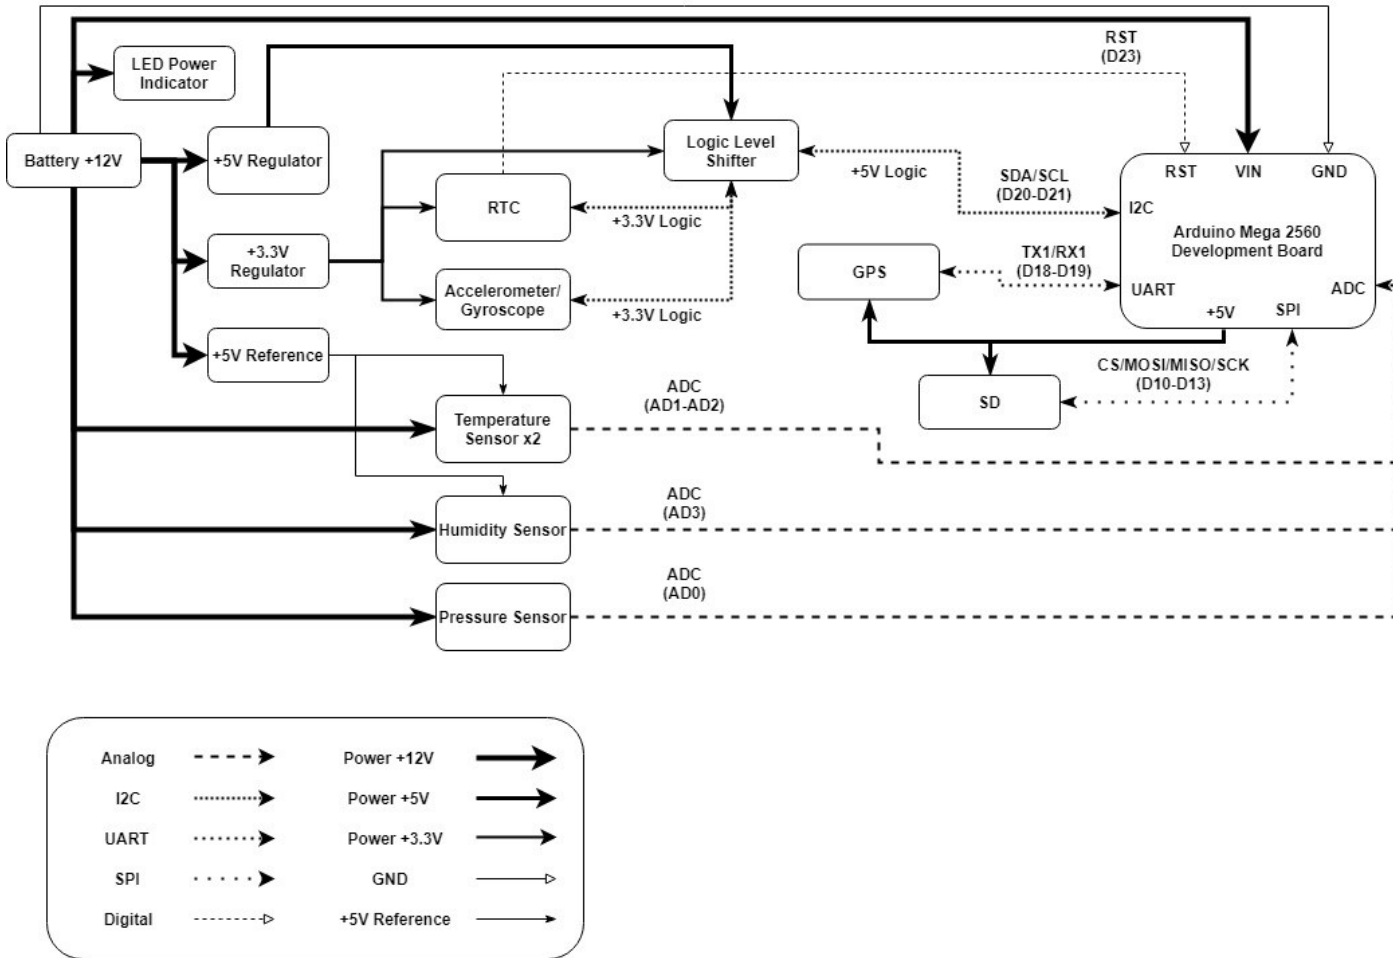 RST
(D23)
LED Power
Indicator
Battery +12V
+5V Regulator
Logic Level
Shifter
+5V Logic
SDA/SCL
(D20-D21)
RST
VIN
GND
I2C
Arduino Mega 2560
Development Board
UART
ADC
+5V
SPI
RTC
+3.3V Logic
+3.3V
Regulator
Accelerometer/
Gyroscope
+3.3V Logic
GPS
TX1/RX1
(D18-D19)
+5V Reference
CS/MOSI/MISO/SCK
(D10-D13)
SD
Temperature
Sensor x2
ADC
(AD1-AD2)
Humidity Sensor
ADC
(AD3)
Pressure Sensor
ADC
(AD0)
Analog
Power +12V
I2C
Power +5V
UART
Power +3.3V
SPI
GND
Digital
+5V Reference